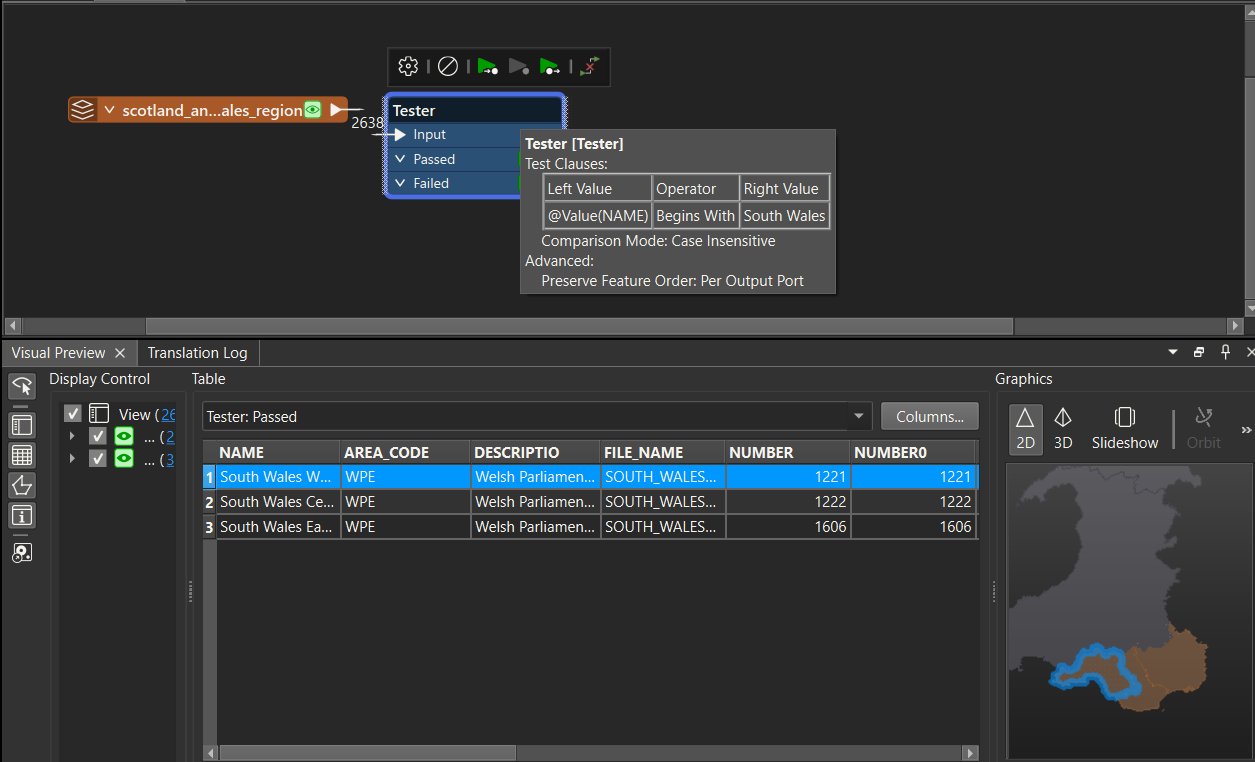 scotland_an...ales_region
2638
Tester
Input
Passed
Failed
Tester [Tester]
Test Clauses:
Left Value Operator Right Value
@Value(NAME) Begins With South Wales
Comparison Mode: Case Insensitive
Advanced:
Preserve Feature Order: Per Output Port
Visual Preview Translation Log
Display Control Table Graphics
View (26
... (2
... (3
Tester: Passed Columns...
2D 3D Slideshow Orbit
NAME AREA_CODE DESCRIPTIO FILE_NAME NUMBER NUMBER0
1 South Wales W... WPE Welsh Parliamen... SOUTH_WALES... 1221 1221
2 South Wales Ce... WPE Welsh Parliamen... SOUTH_WALES... 1222 1222
3 South Wales Ea... WPE Welsh Parliamen... SOUTH_WALES... 1606 1606